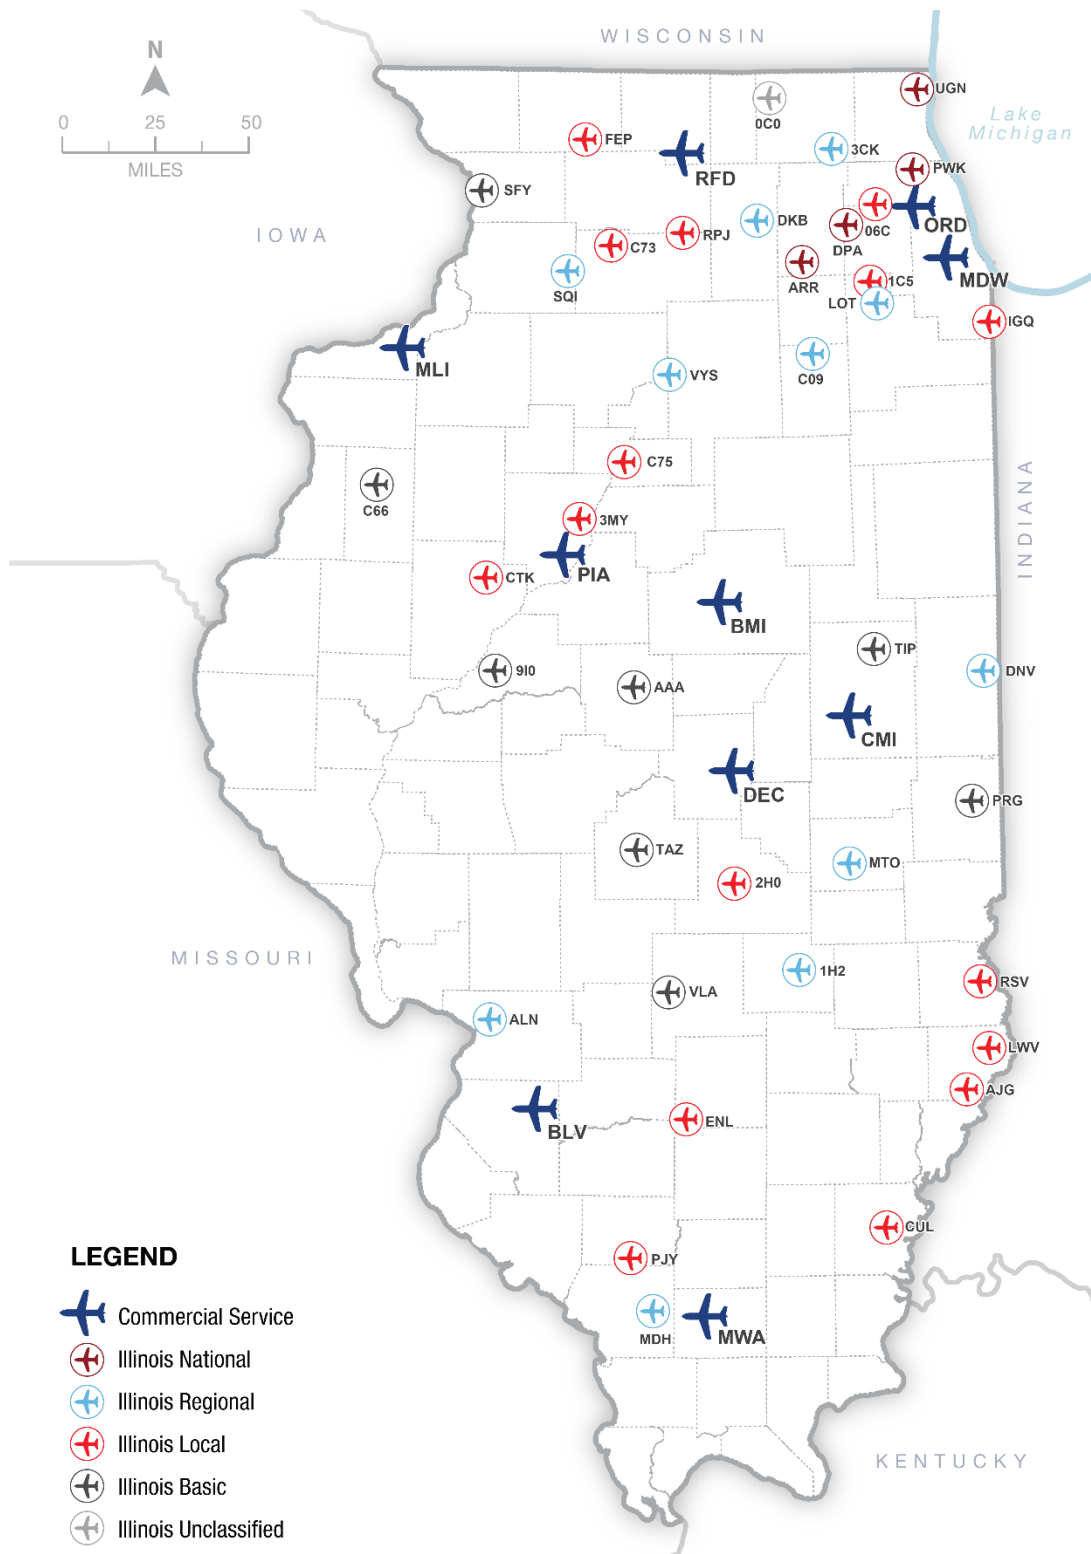 WISCONSIN
N
UGN
0 25 50
MILES
0C0
Lake
Michigan
FEP
3CK
RFD
PWK
SFY
DKB
06C
ORD
IOWA
RPJ
C73
DPA
MDW
ARR
1C5
SQI
LOT
IGQ
MLI
VYS
C09
C75
C66
INDIANA
3MY
PIA
CTK
BMI
TIP
9I0
AAA
DNV
CMI
DEC
PRG
TAZ
MTO
2H0
MISSOURI
1H2
RSV
VLA
ALN
LWV
AJG
BLV
ENL
CUL
PJY
MDH
MWA
LEGEND
Commercial Service
Illinois National
Illinois Regional
Illinois Local
Illinois Basic
Illinois Unclassified
KENTUCKY